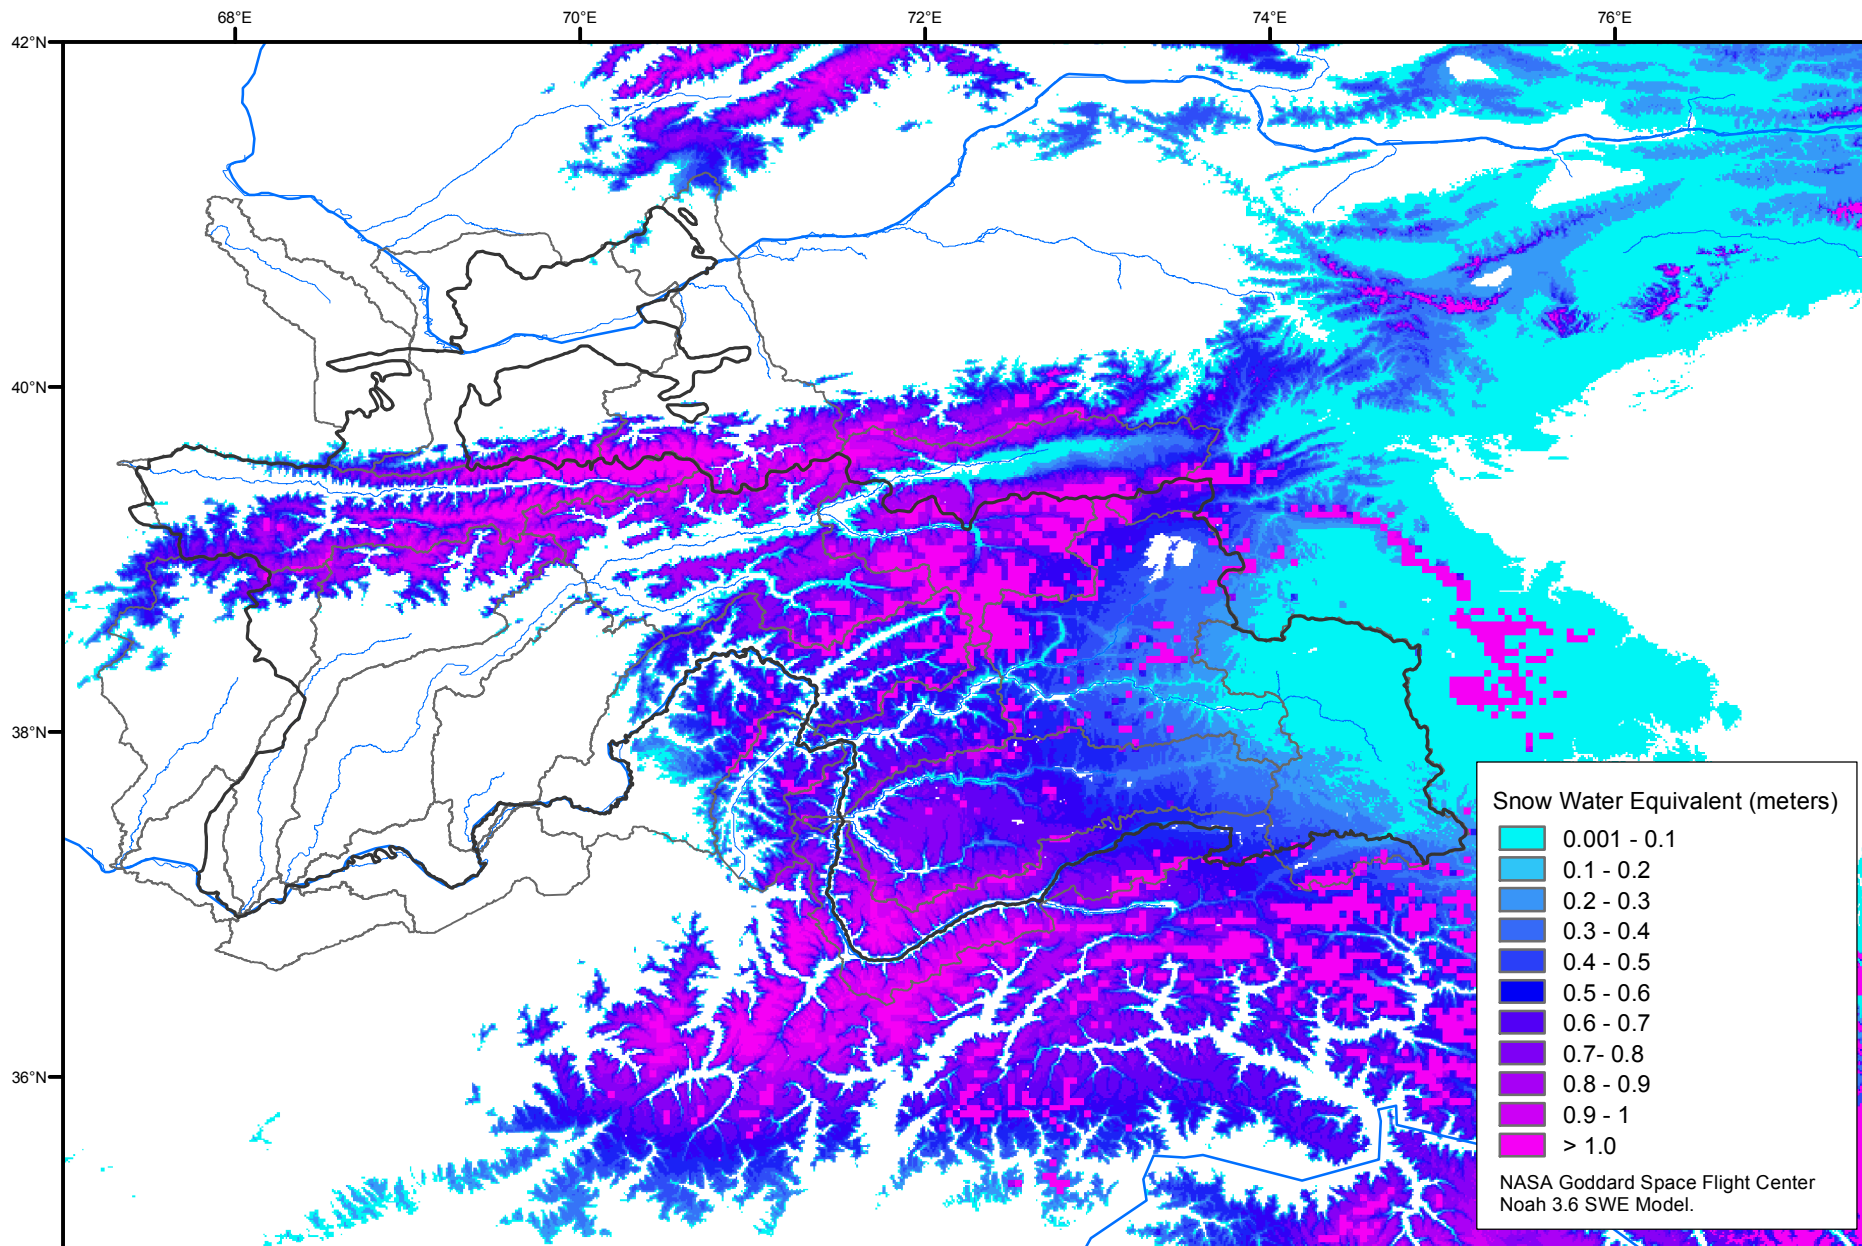 68°E
70°E
72°E
74°E
76°E
42°N
40°N
38°N
36°N
Snow Water Equivalent (meters)
0.001 - 0.1
0.1 - 0.2
0.2 - 0.3
0.3 - 0.4
0.4 - 0.5
0.5 - 0.6
0.6 - 0.7
0.7- 0.8
0.8 - 0.9
0.9 - 1
> 1.0
NASA Goddard Space Flight Center
Noah 3.6 SWE Model.